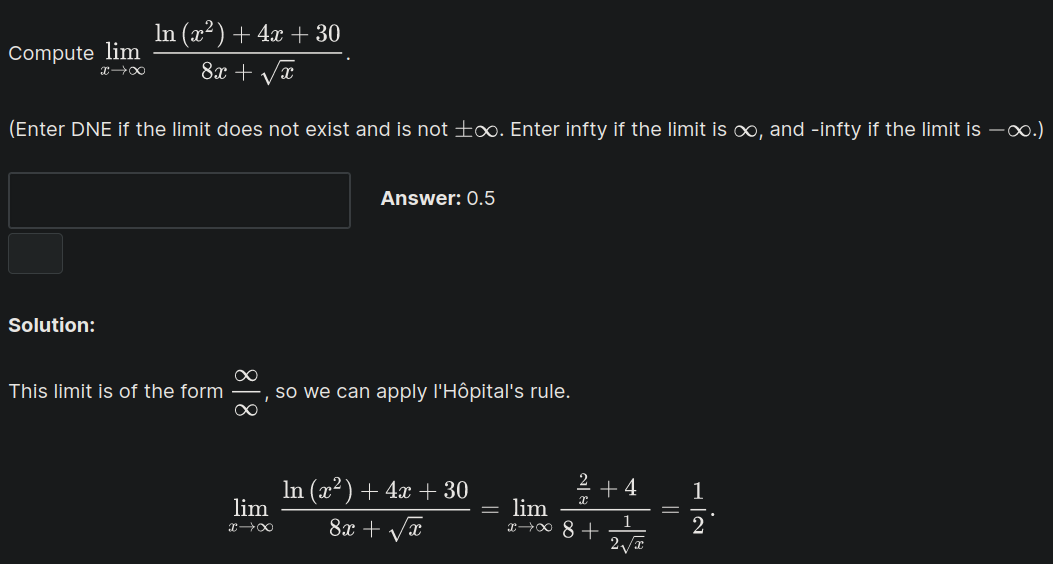 Compute $\lim_{x \to \infty} \frac{\ln(x^2) + 4x + 30}{8x + \sqrt{x}}$.
(Enter DNE if the limit does not exist and is not $\pm\infty$. Enter infty if the limit is $\infty$, and -infty if the limit is $-\infty$.)
Answer: 0.5
Solution:
This limit is of the form $\frac{\infty}{\infty}$, so we can apply l'Hôpital's rule.
$\lim_{x \to \infty} \frac{\ln(x^2) + 4x + 30}{8x + \sqrt{x}} = \lim_{x \to \infty} \frac{\frac{2}{x} + 4}{8 + \frac{1}{2\sqrt{x}}} = \frac{1}{2}.$